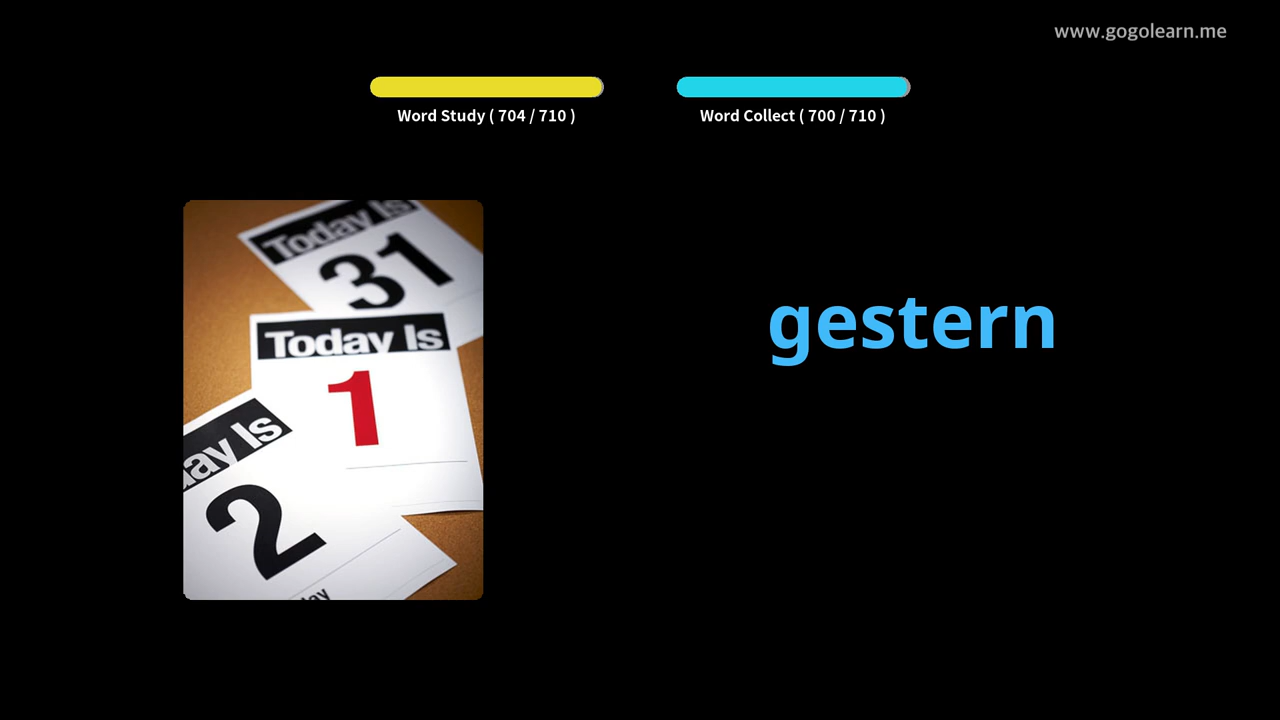 www.gogolearn.me
Word Study ( 704 / 710 )
Word Collect ( 700 / 710 )
Today Is
31
Today Is
1
ay Is
2
gestern